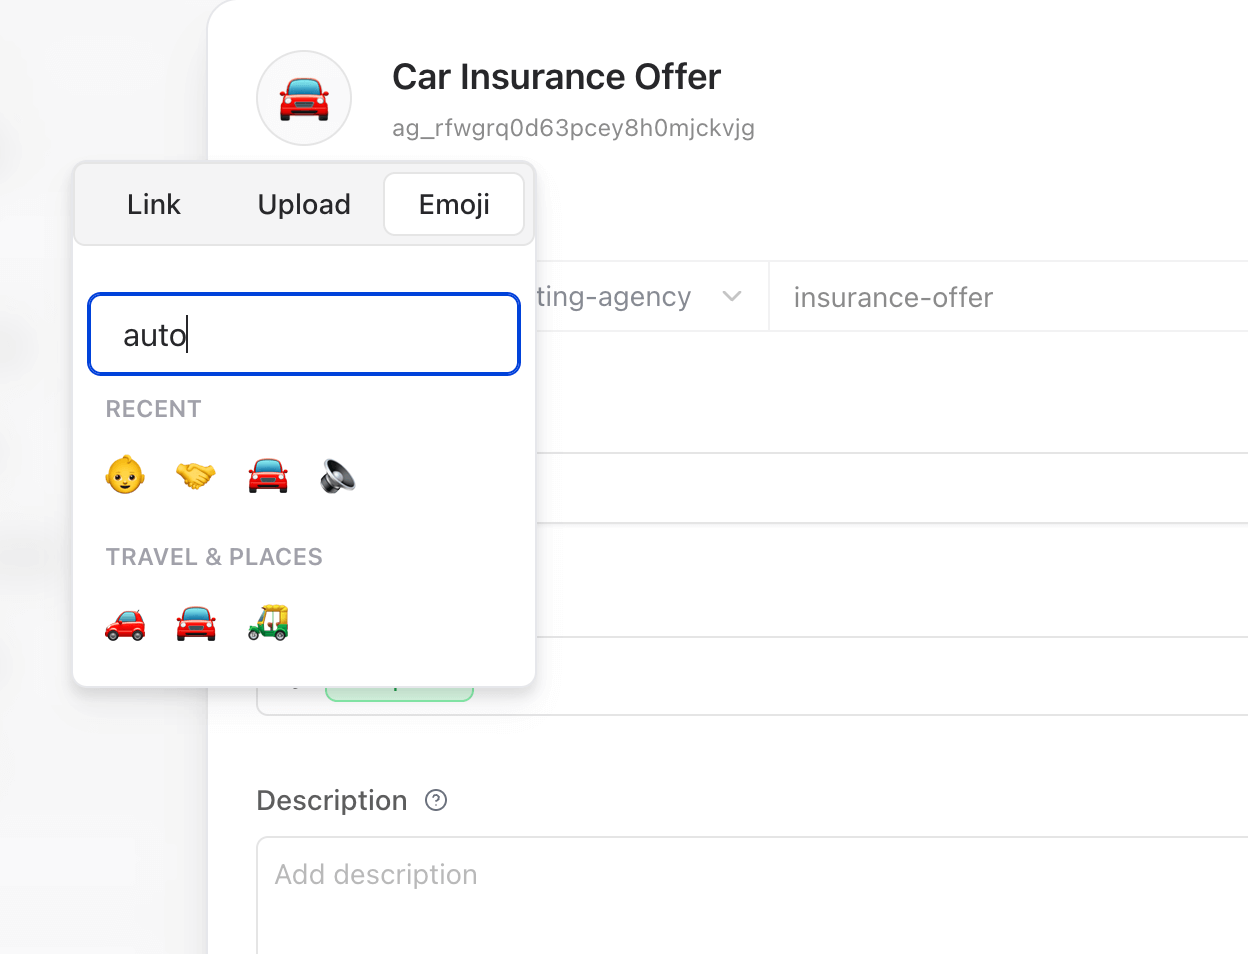 Car Insurance Offer
ag_rfwgrq0d63pcey8h0mjckvjg
Link Upload Emoji
ting-agency insurance-offer
auto
RECENT
TRAVEL & PLACES
Description
Add description